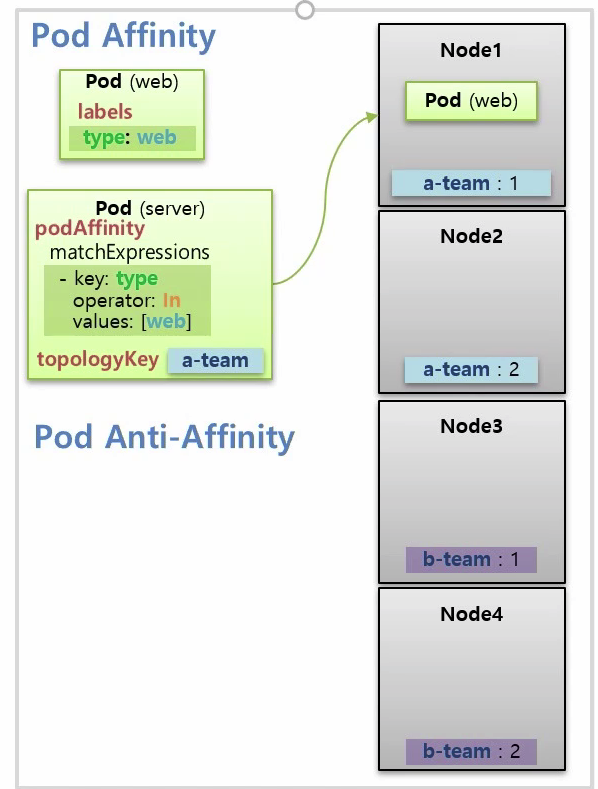 Pod Affinity
Pod (web)
labels
type: web
Pod (server)
podAffinity
matchExpressions
- key: type
operator: In
values: [web]
topologyKey a-team
Pod Anti-Affinity
Node1
Pod (web)
a-team : 1
Node2
a-team : 2
Node3
b-team : 1
Node4
b-team : 2